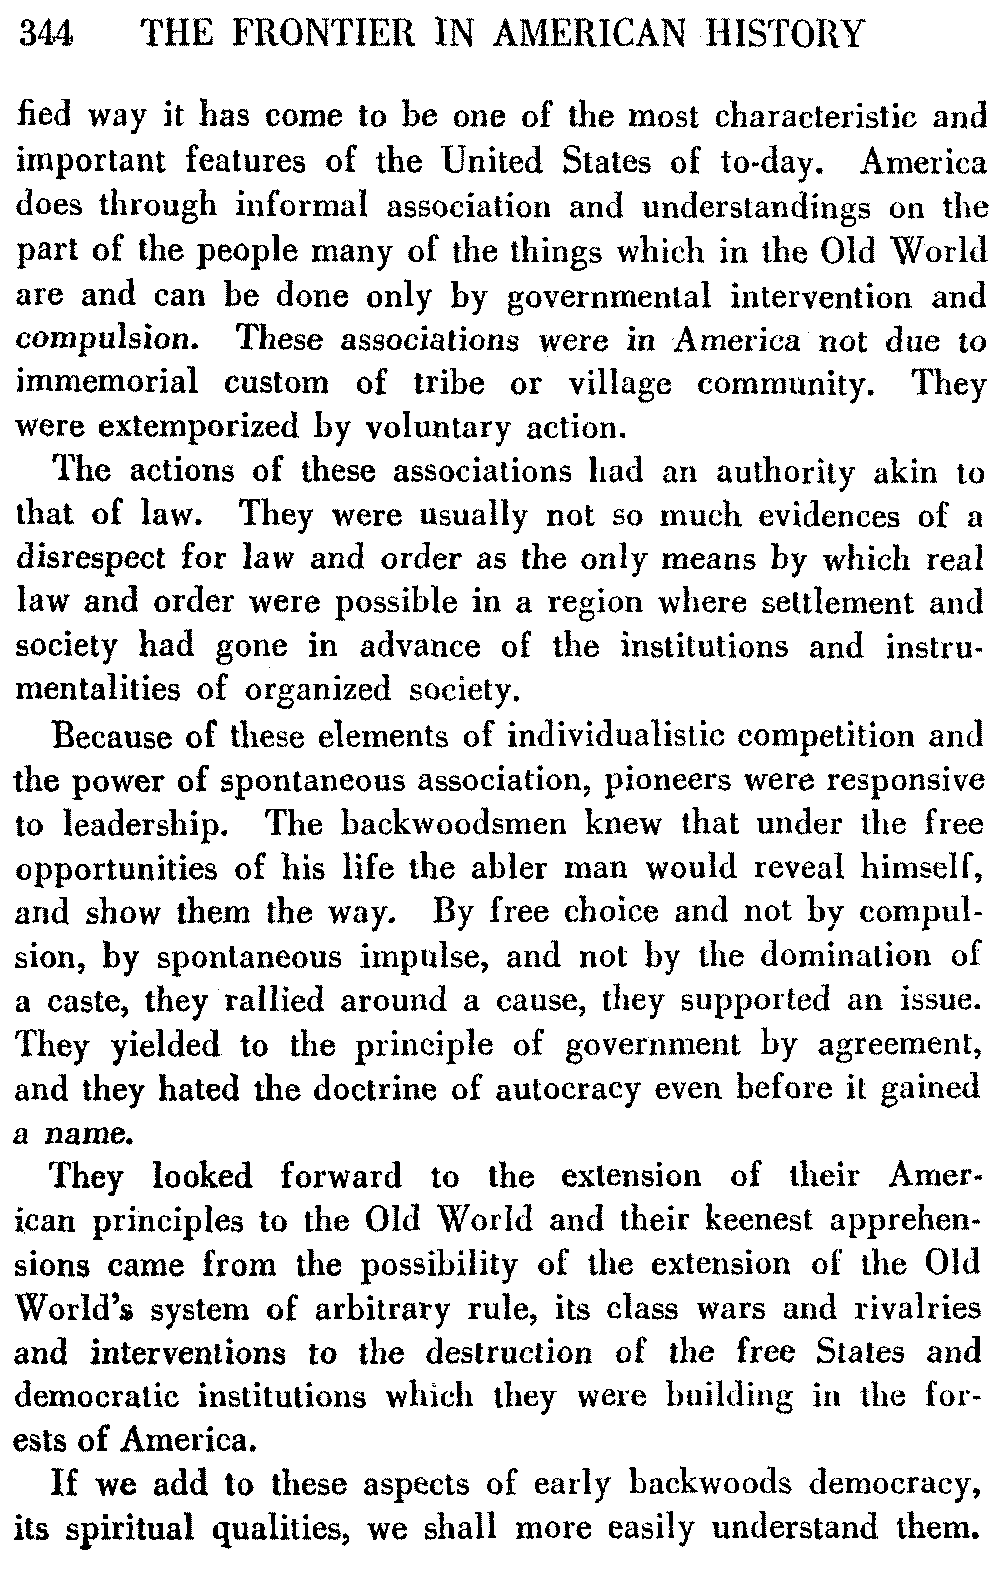 344 THE FRONTIER IN AMERICAN HISTORY
fied way it has come to be one of the most characteristic and
important features of the United States of to-day. America
does through informal association and understandings on the
part of the people many of the things which in the Old World
are and can be done only by governmental intervention and
compulsion. These associations were in America not due to
immemorial custom of tribe or village community. They
were extemporized by voluntary action.
The actions of these associations had an authority akin to
that of law. They were usually not so much evidences of a
disrespect for law and order as the only means by which real
law and order were possible in a region where settlement and
society had gone in advance of the institutions and instru-
mentalities of organized society.
Because of these elements of individualistic competition and
the power of spontaneous association, pioneers were responsive
to leadership. The backwoodsmen knew that under the free
opportunities of his life the abler man would reveal himself,
and show them the way. By free choice and not by compul-
sion, by spontaneous impulse, and not by the domination of
a caste, they rallied around a cause, they supported an issue.
They yielded to the principle of government by agreement,
and they hated the doctrine of autocracy even before it gained
a name.
They looked forward to the extension of their Amer-
ican principles to the Old World and their keenest apprehen-
sions came from the possibility of the extension of the Old
World's system of arbitrary rule, its class wars and rivalries
and interventions to the destruction of the free States and
democratic institutions which they were building in the for-
ests of America.
If we add to these aspects of early backwoods democracy,
its spiritual qualities, we shall more easily understand them.